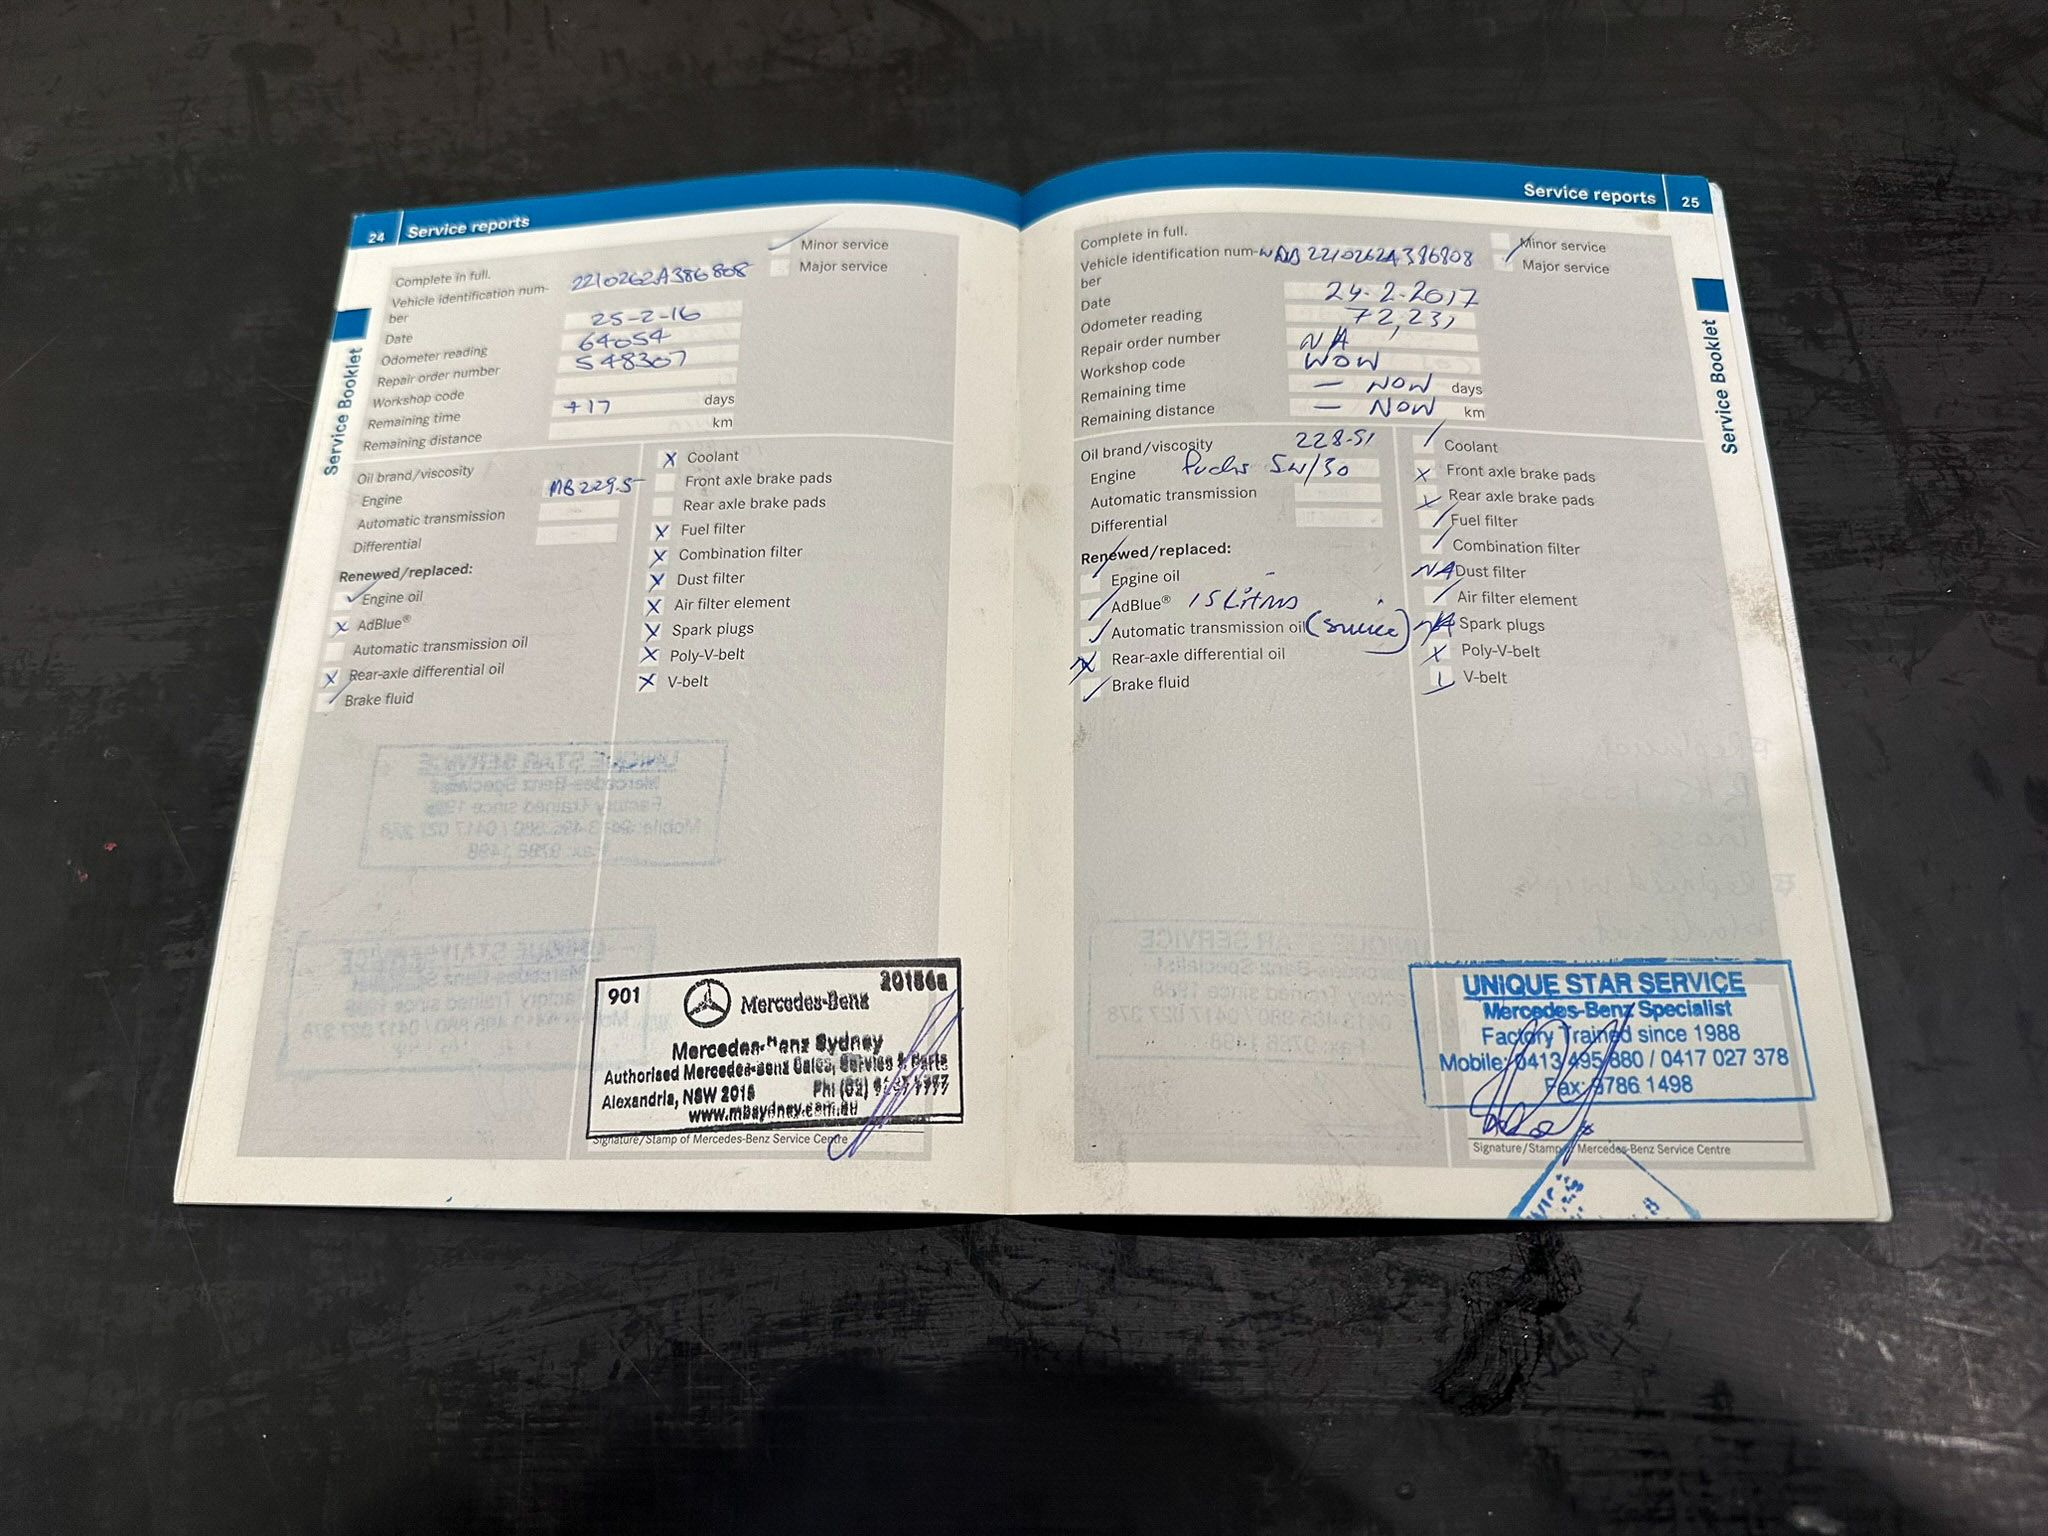 24 Service reports
Minor service
Major service
Complete in full.
Vehicle identification num-
ber
2210262A386808
Date 25-2-16
Odometer reading 64054
Repair order number 548307
Workshop code
Remaining time +17 days
Remaining distance km
Oil brand/viscosity
Engine MB 229.5
Automatic transmission
Differential
Renewed/replaced:
✓ Engine oil
X AdBlue®
Automatic transmission oil
X Rear-axle differential oil
Brake fluid
X Coolant
Front axle brake pads
Rear axle brake pads
X Fuel filter
X Combination filter
X Dust filter
X Air filter element
X Spark plugs
X Poly-V-belt
X V-belt
Service Booklet
901
Mercedes-Benz
Mercedes-Benz Sydney
Authorised Mercedes-Benz Sales, Service & Parts
Alexandria, NSW 2015 Ph: (02)
www.mbsydney.com.au
Signature/Stamp of Mercedes-Benz Service Centre
Service reports 25
Minor service
Major service
Complete in full.
Vehicle identification num-
ber
WDB 2210262A386808
Date 24-2-2017
Odometer reading 72,231
Repair order number N/A
Workshop code WOW
Remaining time — NOW days
Remaining distance — NOW km
Oil brand/viscosity 228-51
Engine Fuchs 5W/30
Automatic transmission
Differential
Renewed/replaced:
Engine oil
AdBlue® 15 Litres
✓ Automatic transmission oil (Service)
Rear-axle differential oil
Brake fluid
Coolant
X Front axle brake pads
Rear axle brake pads
Fuel filter
Combination filter
NA Dust filter
Air filter element
NA Spark plugs
X Poly-V-belt
V-belt
Service Booklet
UNIQUE STAR SERVICE
Mercedes-Benz Specialist
Factory Trained since 1988
Mobile: 0413 495 880 / 0417 027 378
Fax: 9786 1498
Signature/Stamp of Mercedes-Benz Service Centre